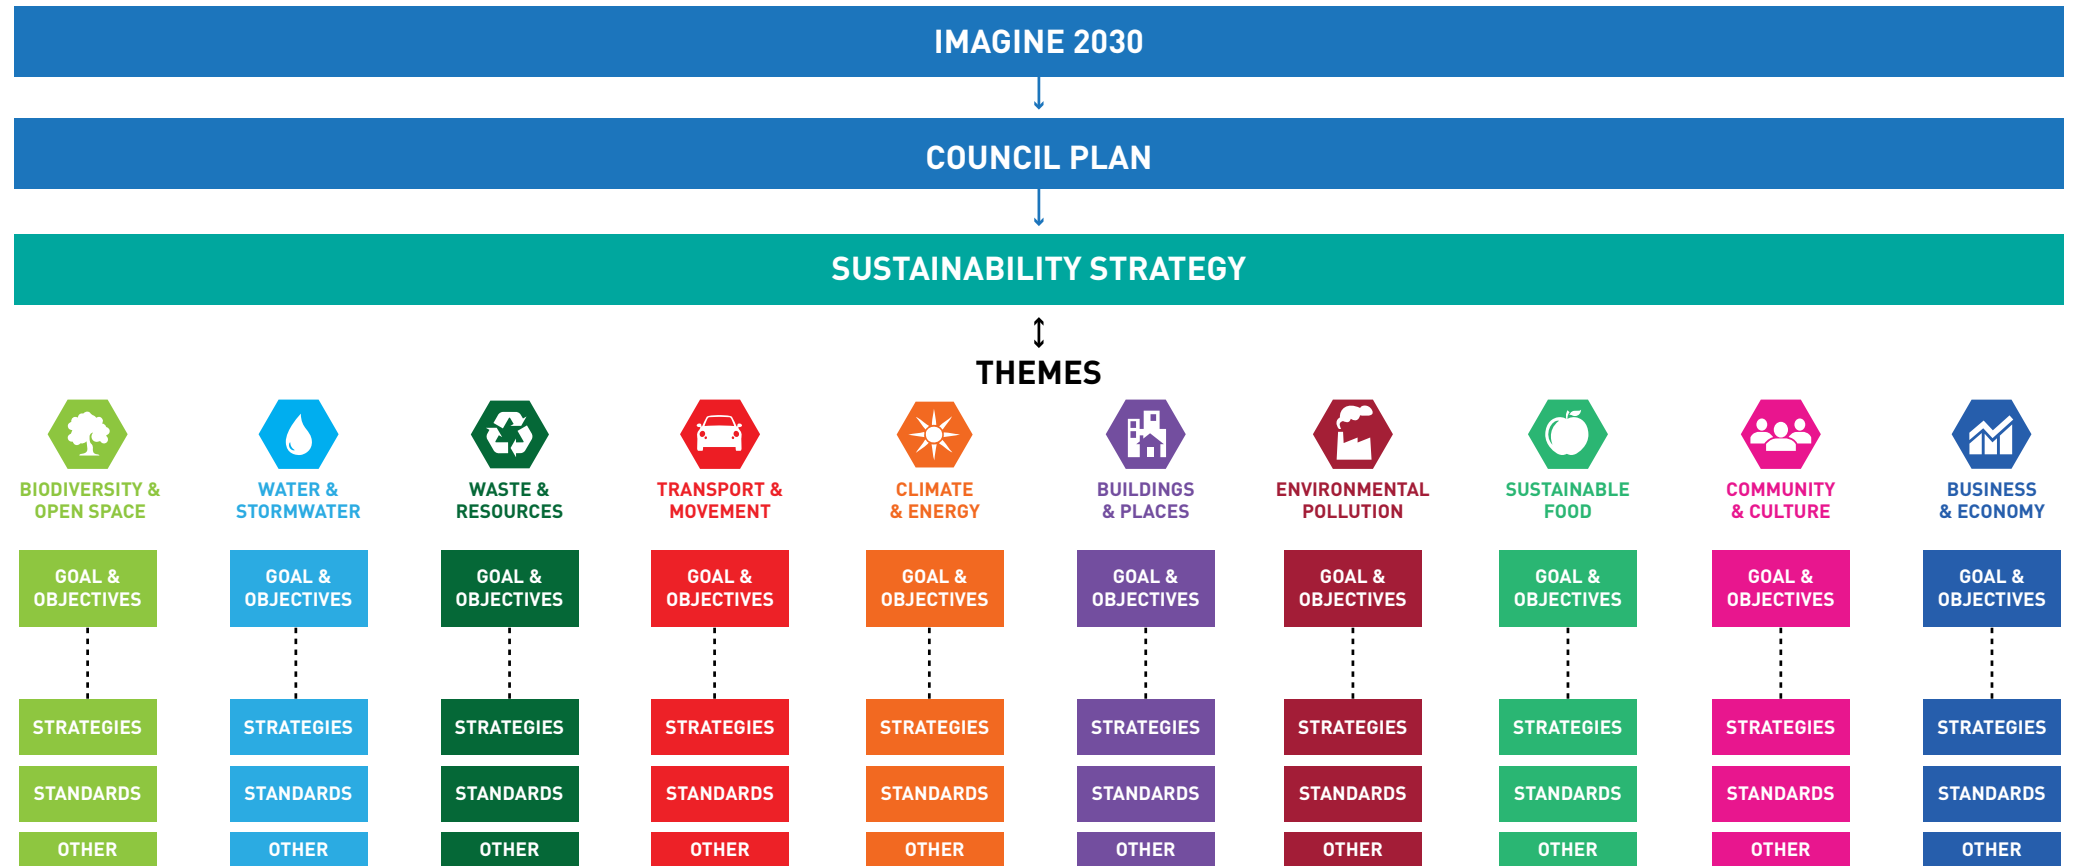 IMAGINE 2030
COUNCIL PLAN
SUSTAINABILITY STRATEGY
THEMES
BIODIVERSITY &
OPEN SPACE
WATER &
STORMWATER
WASTE &
RESOURCES
TRANSPORT &
MOVEMENT
CLIMATE
& ENERGY
BUILDINGS
& PLACES
ENVIRONMENTAL
POLLUTION
SUSTAINABLE
FOOD
COMMUNITY
& CULTURE
BUSINESS
& ECONOMY
GOAL &
OBJECTIVES
GOAL &
OBJECTIVES
GOAL &
OBJECTIVES
GOAL &
OBJECTIVES
GOAL &
OBJECTIVES
GOAL &
OBJECTIVES
GOAL &
OBJECTIVES
GOAL &
OBJECTIVES
GOAL &
OBJECTIVES
GOAL &
OBJECTIVES
STRATEGIES
STRATEGIES
STRATEGIES
STRATEGIES
STRATEGIES
STRATEGIES
STRATEGIES
STRATEGIES
STRATEGIES
STRATEGIES
STANDARDS
STANDARDS
STANDARDS
STANDARDS
STANDARDS
STANDARDS
STANDARDS
STANDARDS
STANDARDS
STANDARDS
OTHER
OTHER
OTHER
OTHER
OTHER
OTHER
OTHER
OTHER
OTHER
OTHER